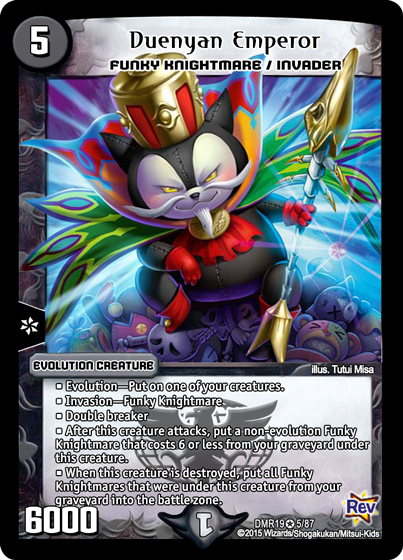 5
Duenyan Emperor
FUNKY KNIGHTMARE / INVADER
illus. Tutui Misa
EVOLUTION CREATURE
▪ Evolution—Put on one of your creatures.
▪ Invasion—Funky Knightmare
▪ Double breaker
▪ After this creature attacks, put a non-evolution Funky
Knightmare that costs 6 or less from your graveyard under
this creature.
▪ When this creature is destroyed, put all Funky
Knightmares that were under this creature from your
graveyard into the battle zone.
Rev
6000
1
DMR19 ✪ 5/87
©2015 Wizards/Shogakukan/Mitsui-Kids